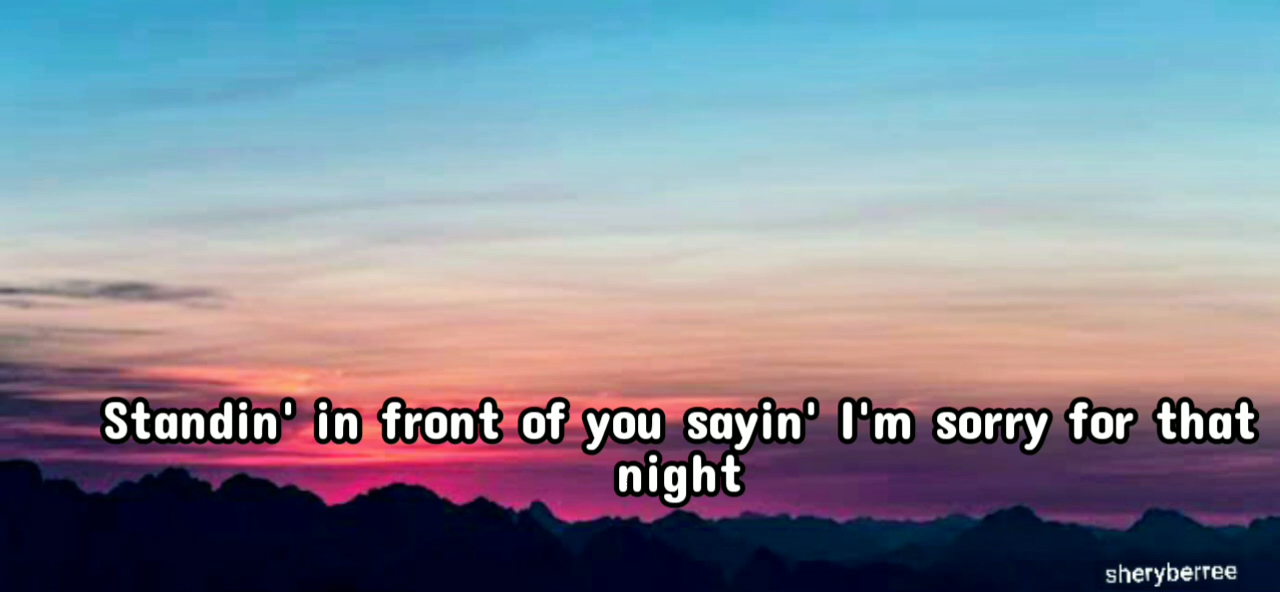 Standin' in front of you sayin' I'm sorry for that
night
sheryberree